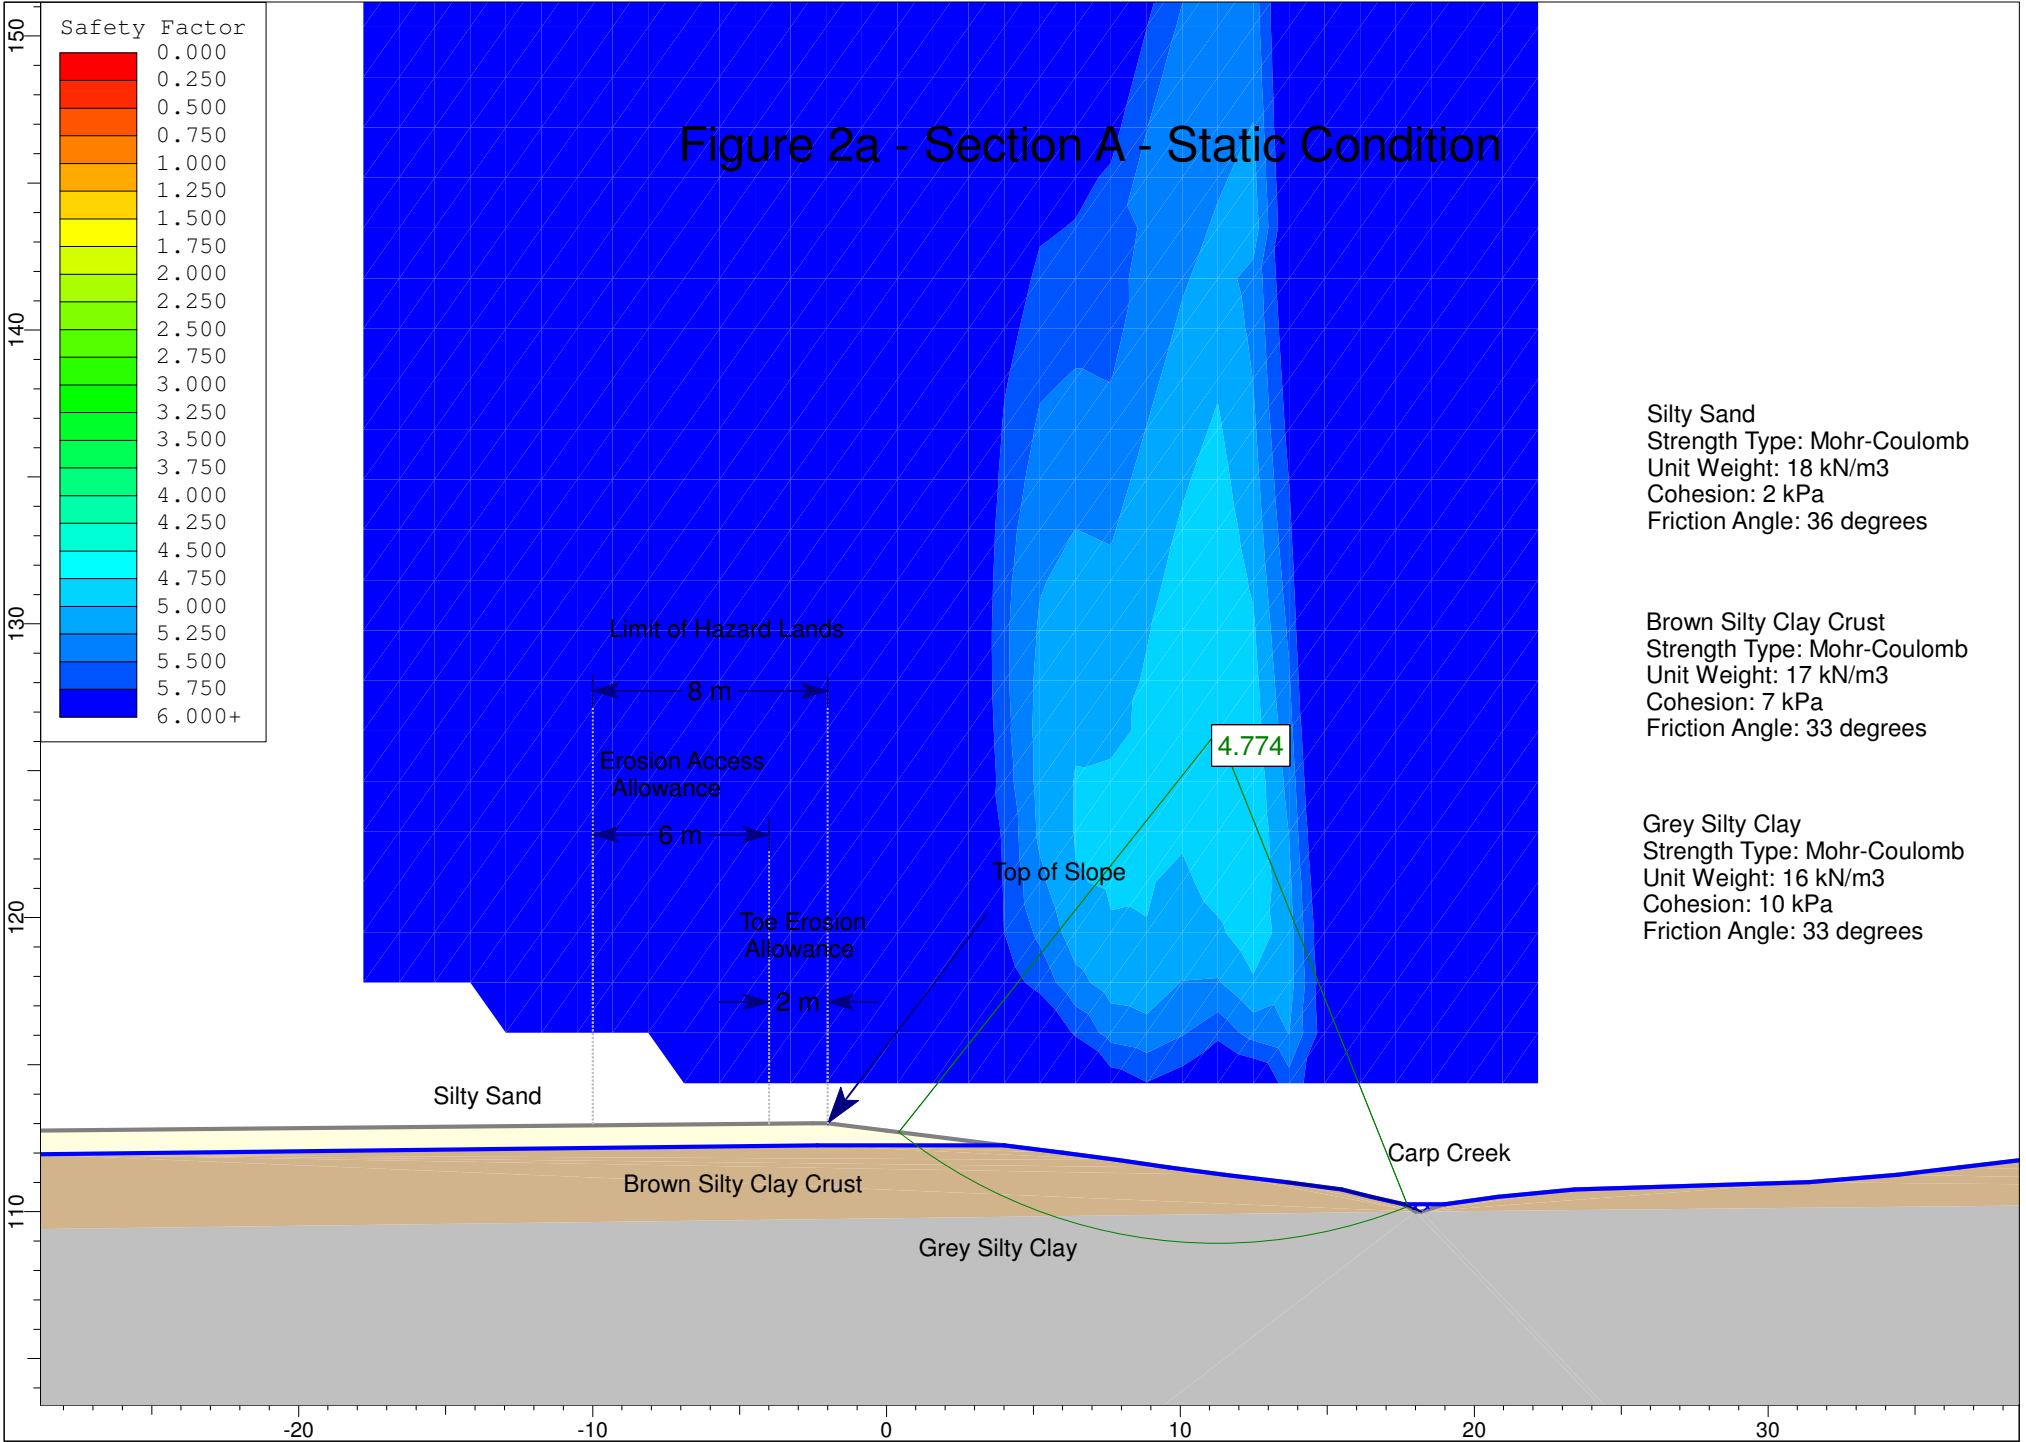 Safety Factor
0.000
0.250
0.500
0.750
1.000
1.250
1.500
1.750
2.000
2.250
2.500
2.750
3.000
3.250
3.500
3.750
4.000
4.250
4.500
4.750
5.000
5.250
5.500
5.750
6.000+
Figure 2a - Section A - Static Condition
Silty Sand
Strength Type: Mohr-Coulomb
Unit Weight: 18 kN/m3
Cohesion: 2 kPa
Friction Angle: 36 degrees
Brown Silty Clay Crust
Strength Type: Mohr-Coulomb
Unit Weight: 17 kN/m3
Cohesion: 7 kPa
Friction Angle: 33 degrees
Grey Silty Clay
Strength Type: Mohr-Coulomb
Unit Weight: 16 kN/m3
Cohesion: 10 kPa
Friction Angle: 33 degrees
Limit of Hazard Lands
8 m
Erosion Access
Allowance
6 m
4.774
Top of Slope
Toe Erosion
Allowance
2 m
Silty Sand
Carp Creek
Brown Silty Clay Crust
Grey Silty Clay
150
140
130
120
110
-20
-10
0
10
20
30